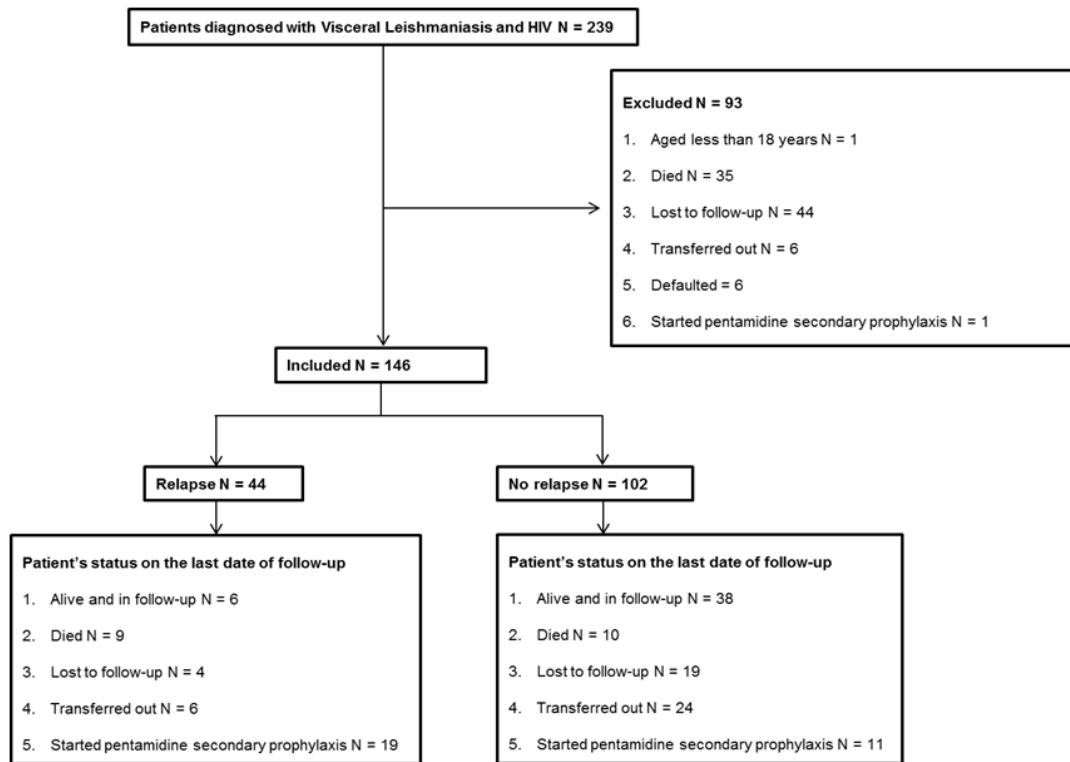 Patients diagnosed with Visceral Leishmaniasis and HIV N = 239
Excluded N = 93
1. Aged less than 18 years N = 1
2. Died N = 35
3. Lost to follow-up N = 44
4. Transferred out N = 6
5. Defaulted = 6
6. Started pentamidine secondary prophylaxis N = 1
Included N = 146
Relapse N = 44
No relapse N = 102
Patient's status on the last date of follow-up
1. Alive and in follow-up N = 6
2. Died N = 9
3. Lost to follow-up N = 4
4. Transferred out N = 6
5. Started pentamidine secondary prophylaxis N = 19
Patient's status on the last date of follow-up
1. Alive and in follow-up N = 38
2. Died N = 10
3. Lost to follow-up N = 19
4. Transferred out N = 24
5. Started pentamidine secondary prophylaxis N = 11